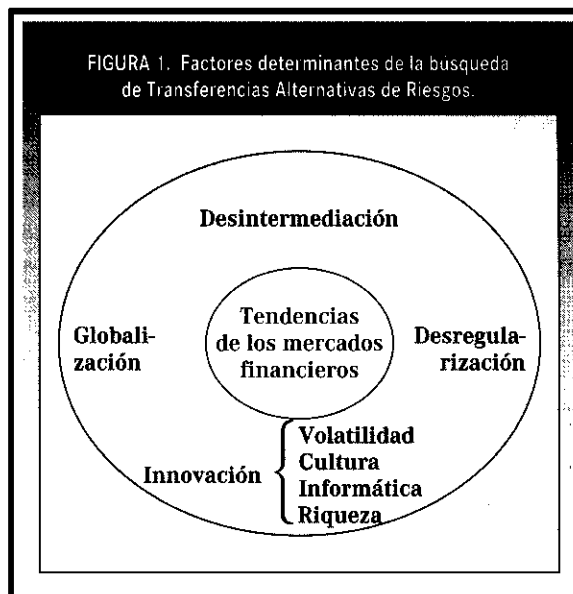 FIGURA 1. Factores determinantes de la búsqueda
de Transferencias Alternativas de Riesgos.
Desintermediación
Globali-
zación
Tendencias
de los mercados
financieros
Desregula-
rización
Innovación
Volatilidad
Cultura
Informática
Riqueza